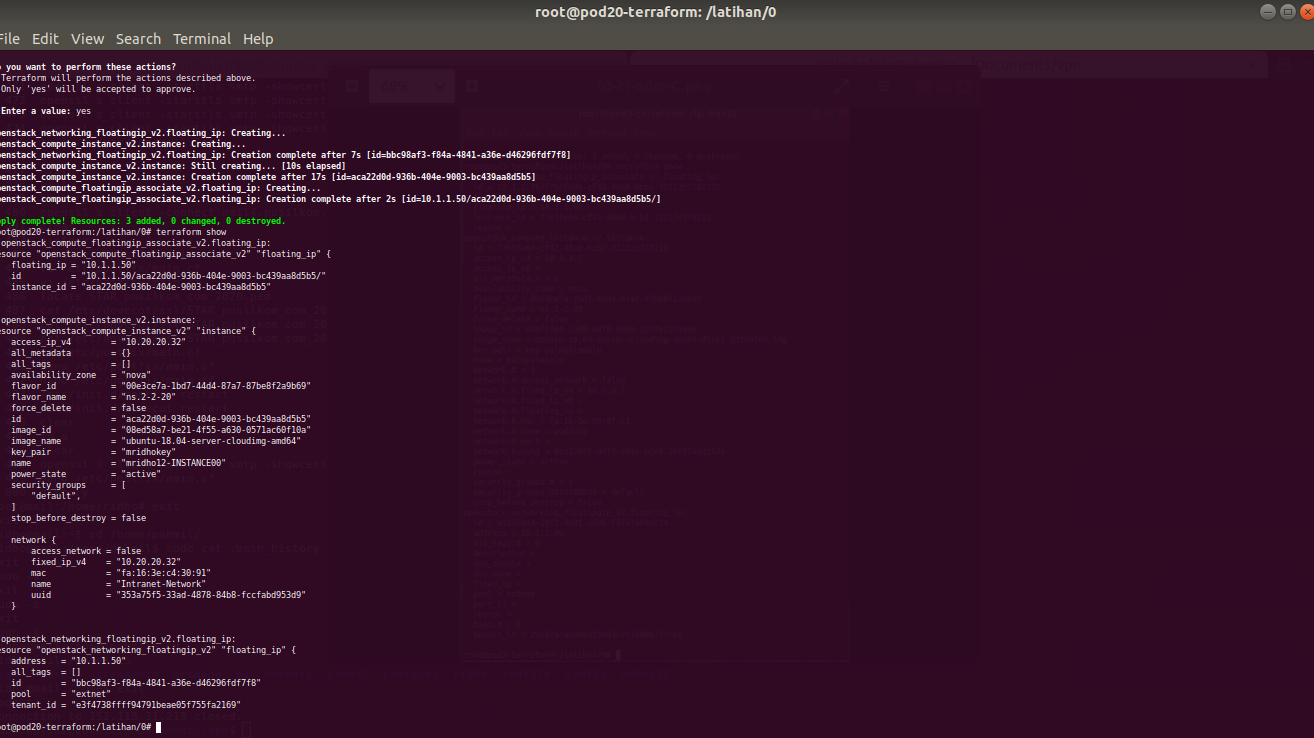 root@pod20-terraform: /latihan/0
File Edit View Search Terminal Help
you want to perform these actions?
Terraform will perform the actions described above.
Only 'yes' will be accepted to approve.
Enter a value: yes
penstack_networking_floatingip_v2.floating_ip: Creating...
penstack_compute_instance_v2.instance: Creating...
penstack_networking_floatingip_v2.floating_ip: Creation complete after 7s [id=bbc98af3-f84a-4841-a36e-d46296fdf7f8]
penstack_compute_instance_v2.instance: Still creating... [10s elapsed]
penstack_compute_instance_v2.instance: Creation complete after 17s [id=aca22d0d-936b-404e-9003-bc439aa8d5b5]
penstack_compute_floatingip_associate_v2.floating_ip: Creating...
penstack_compute_floatingip_associate_v2.floating_ip: Creation complete after 2s [id=10.1.1.50/aca22d0d-936b-404e-9003-bc439aa8d5b5/]
pply complete! Resources: 3 added, 0 changed, 0 destroyed.
oot@pod20-terraform:/latihan/0# terraform show
openstack_compute_floatingip_associate_v2.floating_ip:
esource "openstack_compute_floatingip_associate_v2" "floating_ip" {
floating_ip = "10.1.1.50"
id = "10.1.1.50/aca22d0d-936b-404e-9003-bc439aa8d5b5/"
instance_id = "aca22d0d-936b-404e-9003-bc439aa8d5b5"
openstack_compute_instance_v2.instance:
esource "openstack_compute_instance_v2" "instance" {
access_ip_v4 = "10.20.20.32"
all_metadata = {}
all_tags = []
availability_zone = "nova"
flavor_id = "00e3ce7a-1bd7-44d4-87a7-87be8f2a9b69"
flavor_name = "ns.2-2-20"
force_delete = false
id = "aca22d0d-936b-404e-9003-bc439aa8d5b5"
image_id = "08ed58a7-be21-4f55-a630-0571ac60f10a"
image_name = "ubuntu-18.04-server-cloudimg-amd64"
key_pair = "mridhokey"
name = "mridho12-INSTANCE00"
power_state = "active"
security_groups = [
"default",
]
stop_before_destroy = false
network {
access_network = false
fixed_ip_v4 = "10.20.20.32"
mac = "fa:16:3e:c4:30:91"
name = "Intranet-Network"
uuid = "353a75f5-33ad-4878-84b8-fccfabd953d9"
}
openstack_networking_floatingip_v2.floating_ip:
esource "openstack_networking_floatingip_v2" "floating_ip" {
address = "10.1.1.50"
all_tags = []
id = "bbc98af3-f84a-4841-a36e-d46296fdf7f8"
pool = "extnet"
tenant_id = "e3f4738ffff94791beae05f755fa2169"
oot@pod20-terraform:/latihan/0#